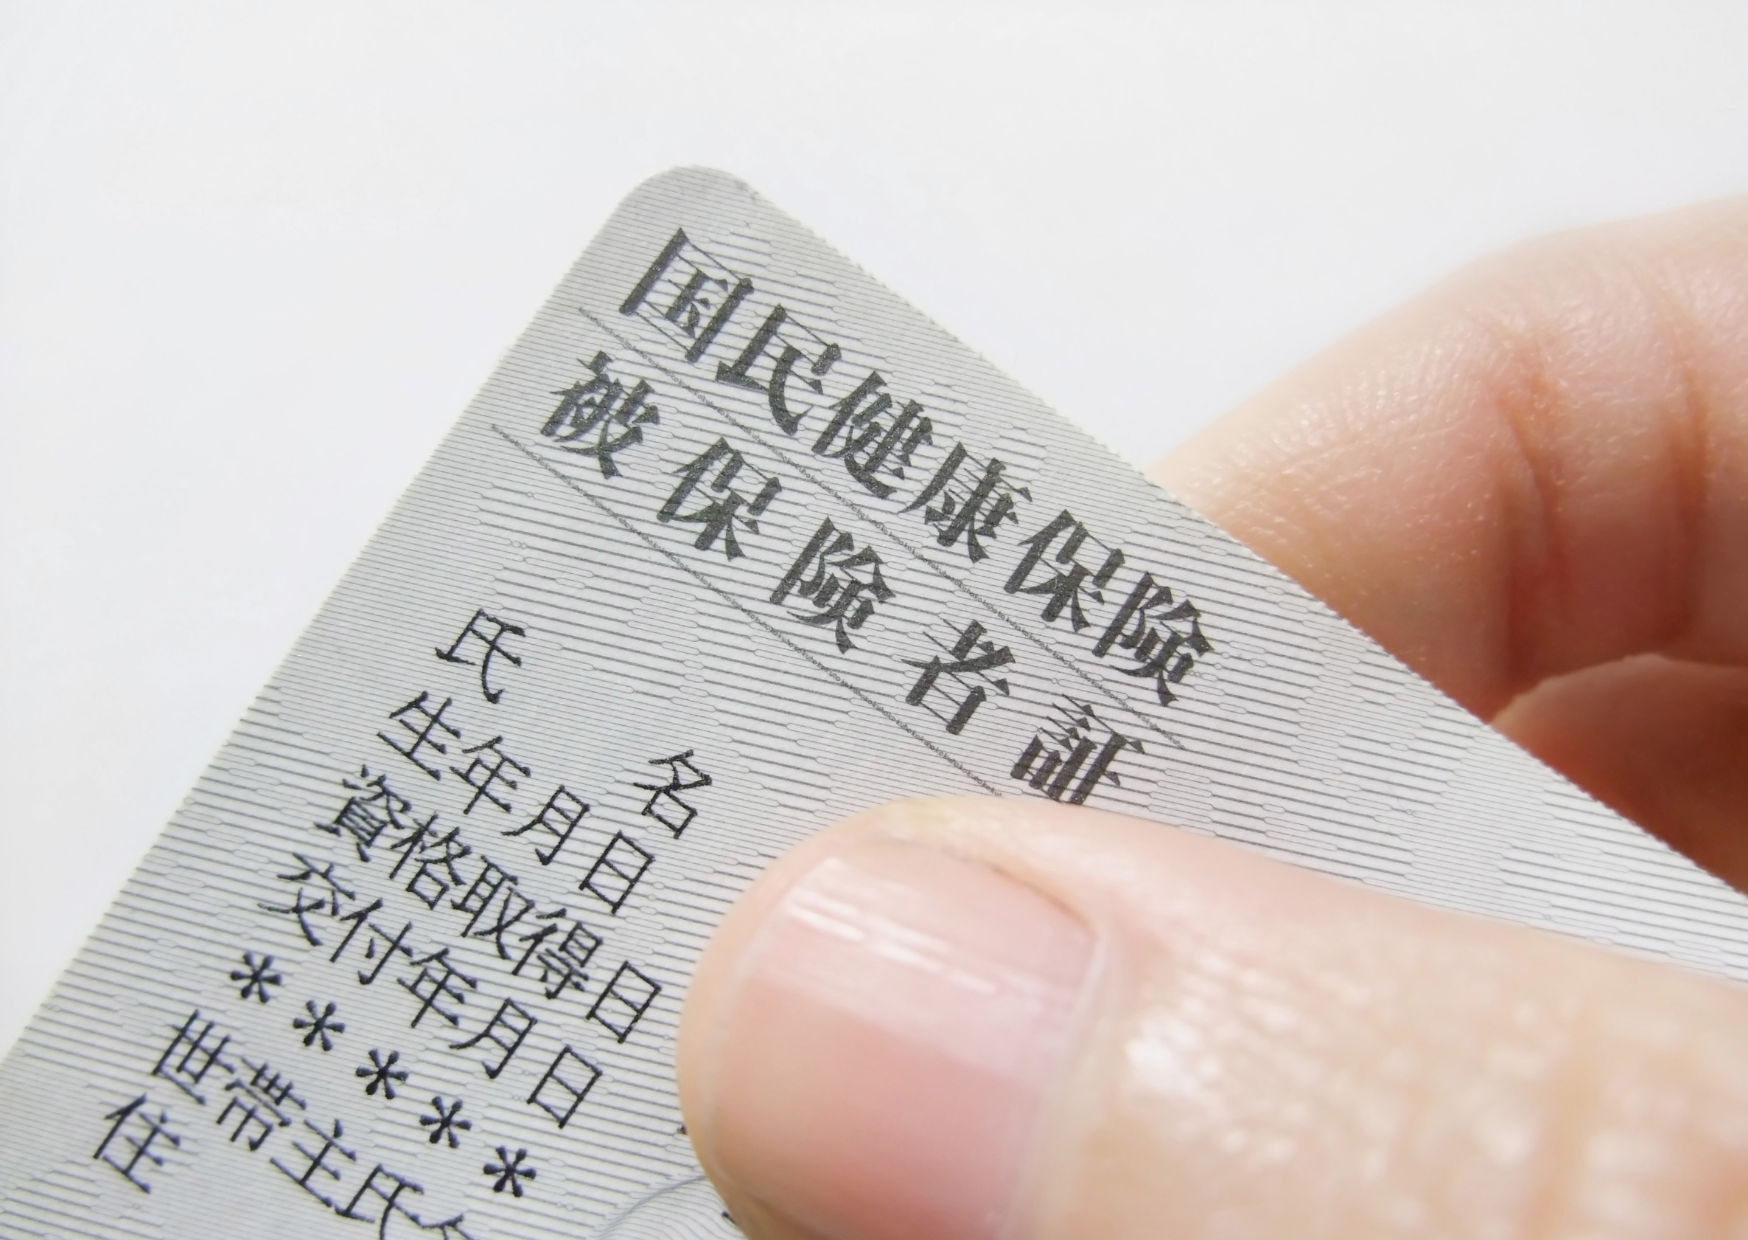 国民健康保険
被保険者証
氏 名
生年月日
資格取得日
交付年月日
*****
世帯主氏名
住